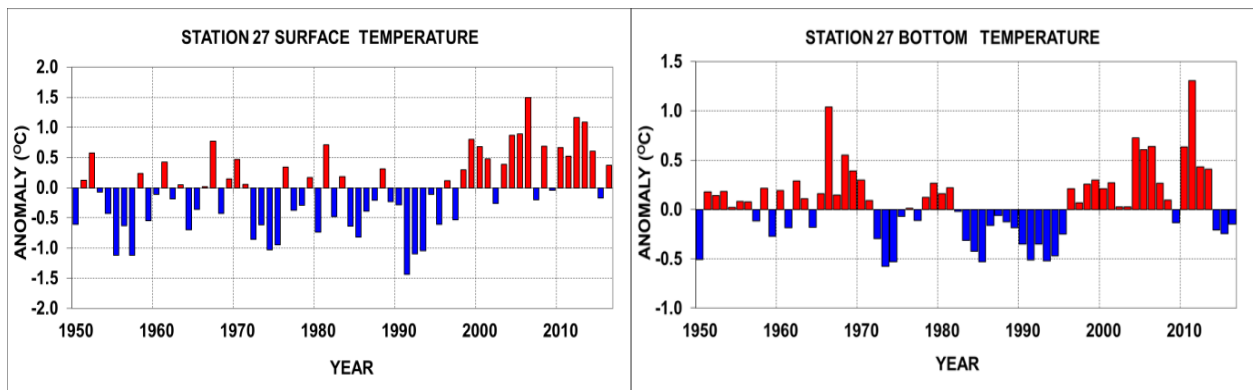 STATION 27 SURFACE TEMPERATURE
ANOMALY (°C)
2.0
1.5
1.0
0.5
0.0
-0.5
-1.0
-1.5
-2.0
1950 1960 1970 1980 1990 2000 2010
YEAR
STATION 27 BOTTOM TEMPERATURE
ANOMALY (°C)
1.5
1.0
0.5
0.0
-0.5
-1.0
1950 1960 1970 1980 1990 2000 2010
YEAR